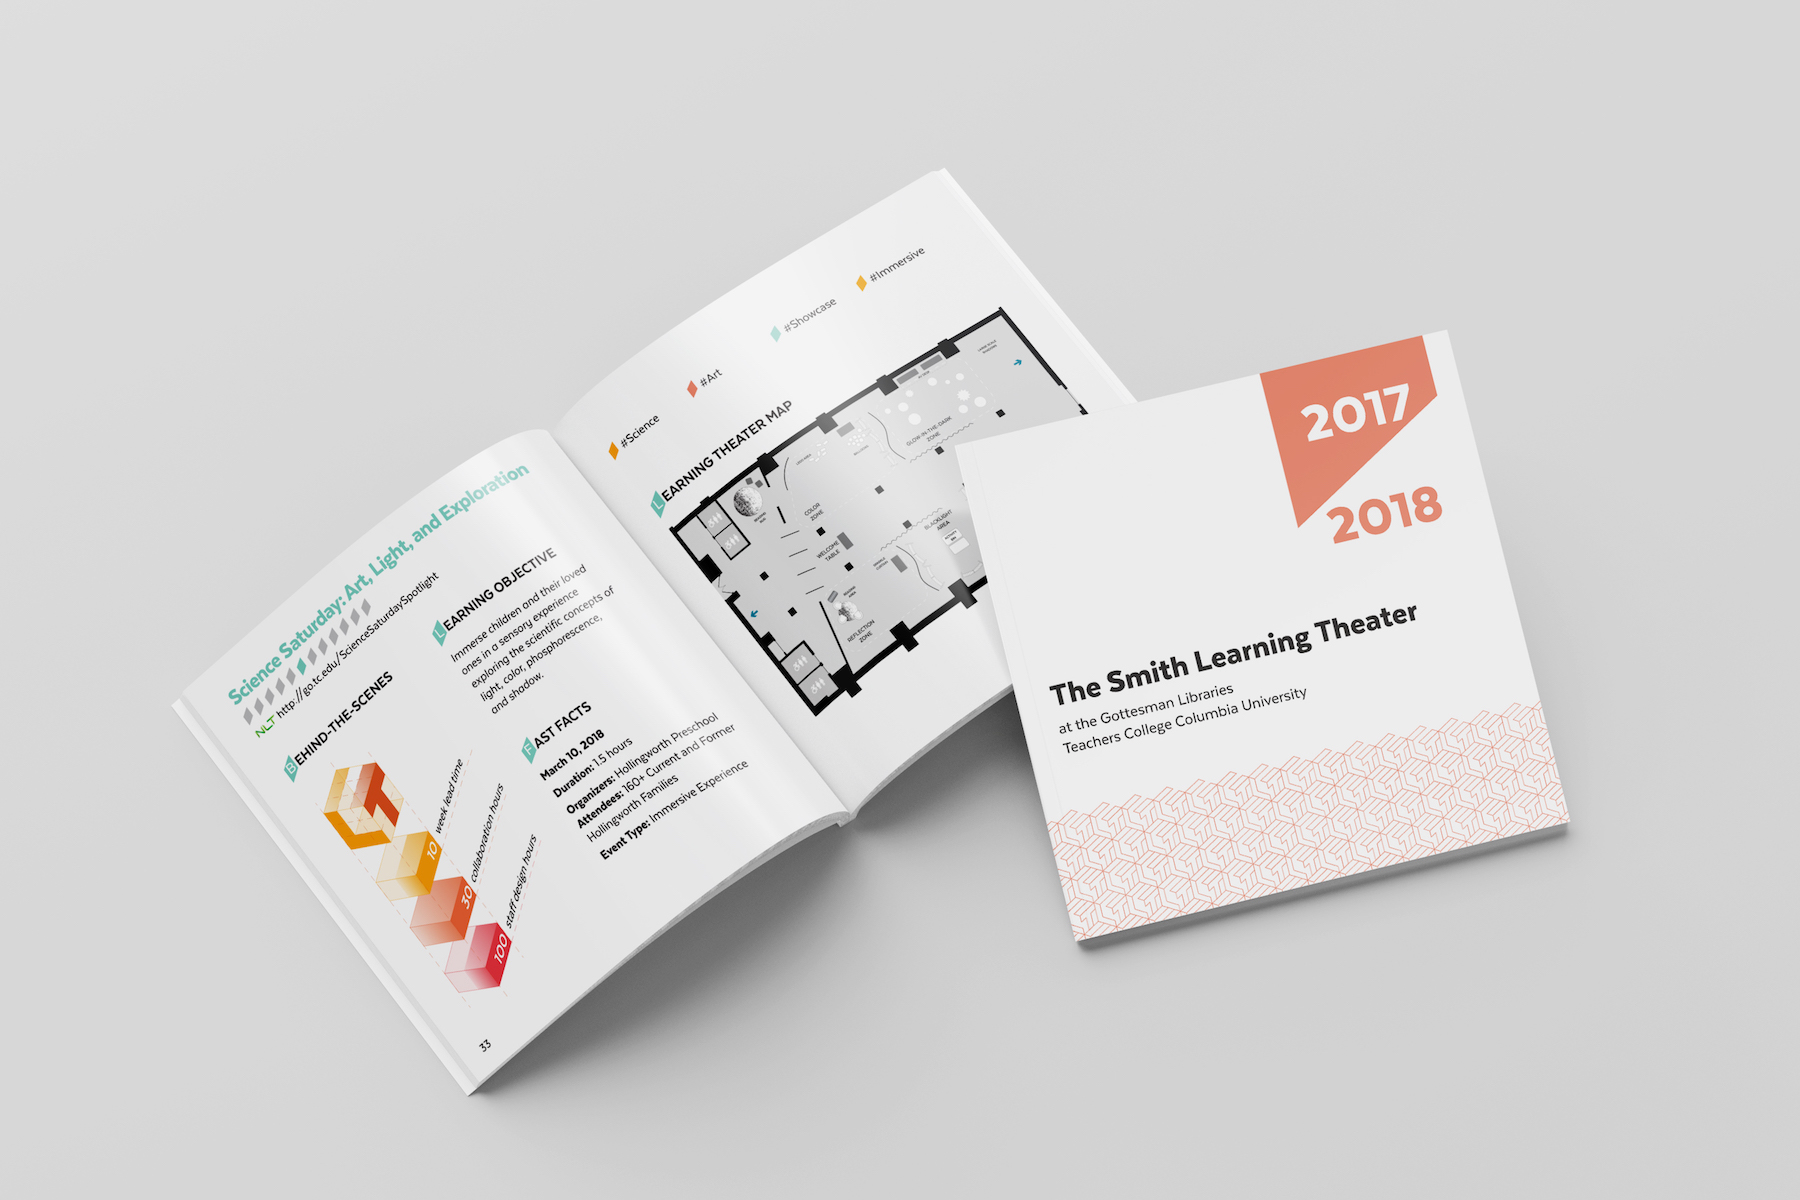 Science Saturday: Art, Light, and Exploration
NLT http://go.tc.edu/ScienceSaturdaySpotlight
BEHIND-THE-SCENES
10 week lead time
30 collaboration hours
100 staff design hours
LEARNING OBJECTIVE
Immerse children and their loved
ones in a sensory experience
exploring the scientific concepts of
light, color, phosphorescence,
and shadow.
FAST FACTS
March 10, 2018
Duration: 1.5 hours
Organizers: Hollingworth Preschool
Attendees: 160+ Current and Former
Hollingworth Families
Event Type: Immersive Experience
33
#Science
#Art
#Showcase
#Immersive
LEARNING THEATER MAP
COLOR
ZONE
WELCOME
TABLE
GLOW-IN-THE-DARK
ZONE
BLACKLIGHT
AREA
REFLECTION
ZONE
2017
2018
The Smith Learning Theater
at the Gottesman Libraries
Teachers College Columbia University